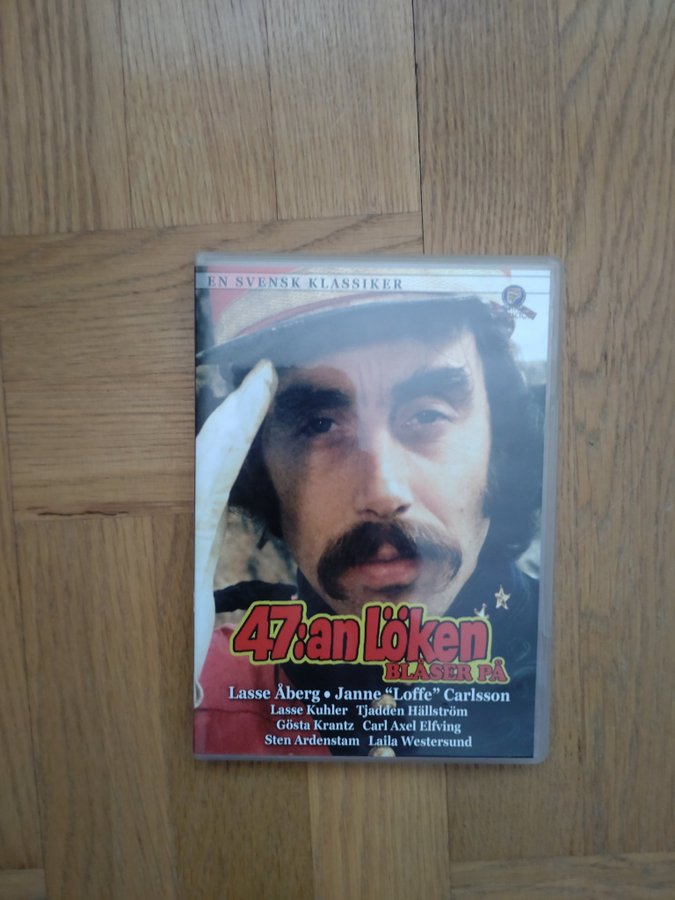 EN SVENSK KLASSIKER
47:an Löken
BLÅSER PÅ
Lasse Åberg • Janne "Loffe" Carlsson
Lasse Kuhler Tjadden Hällström
Gösta Krantz Carl Axel Elfving
Sten Ardenstam Laila Westersund